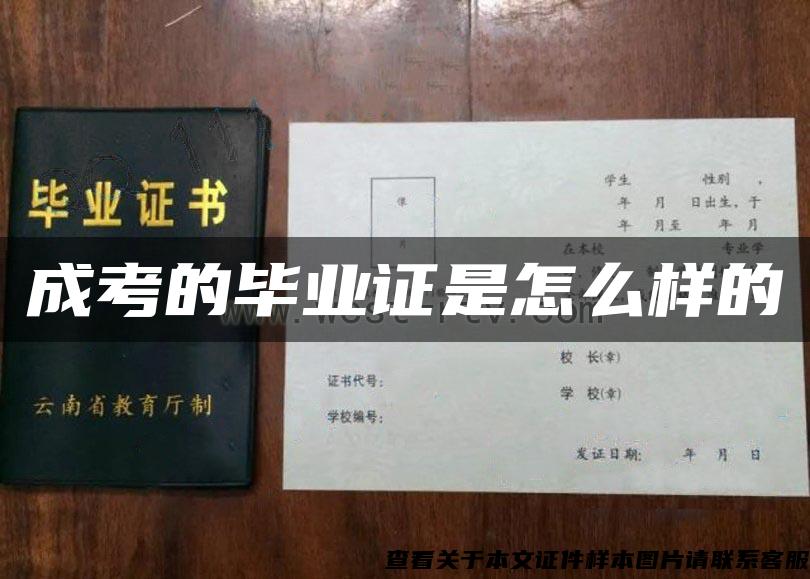 毕业证书
云南省教育厅制
成考的毕业证是怎么样的
像
片
学生 性别 ，
年 月 日出生，于
年 月至 年 月
在本校 专业学
校 长(章)
证书代号：
学 校(章)
学校编号：
发证日期： 年 月 日
查看关于本文证件样本图片请联系客服